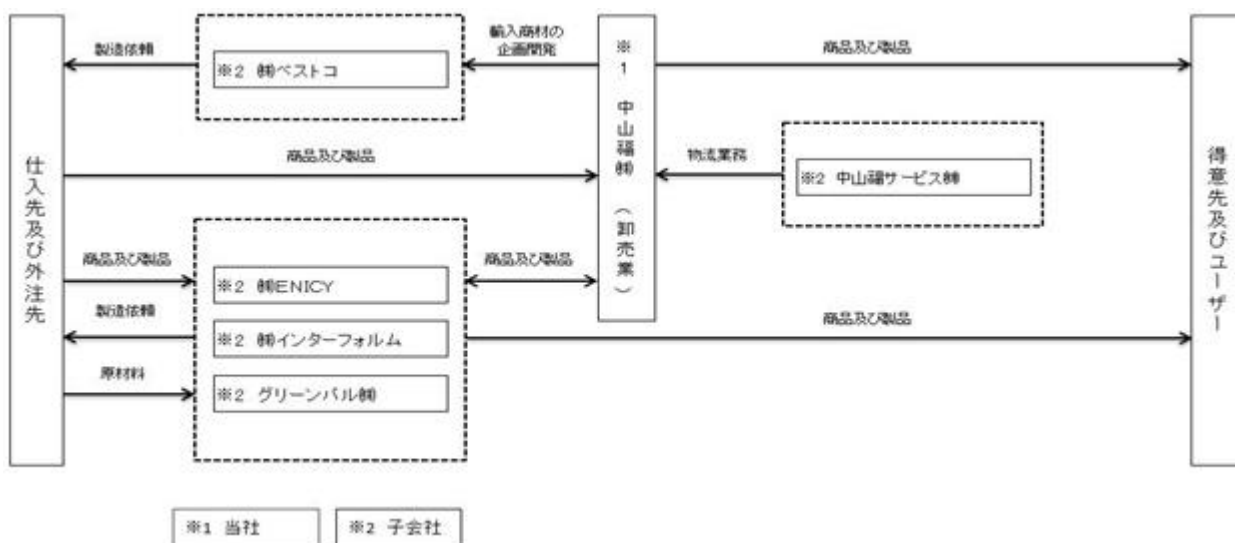 仕入先及び外注先
製造依頼
※2 ㈱ベストコ
輸入商材の
企画開発
※1 中山福㈱ (卸売業)
商品及び製品
得意先及びユーザー
商品及び製品
物流業務
※2 中山福サービス㈱
商品及び製品
※2 ㈱ENICY
商品及び製品
製造依頼
※2 ㈱インターフォルム
商品及び製品
原材料
※2 グリーンパル㈱
※1 当社
※2 子会社